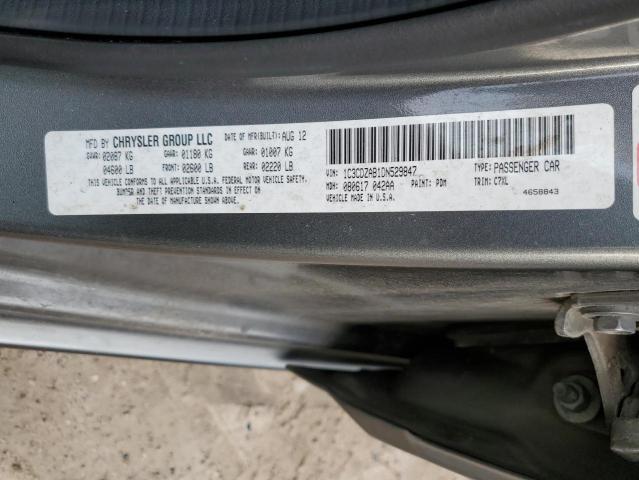 MFD BY CHRYSLER GROUP LLC DATE OF MFR(BUILT): AUG 12
GVWR: 02087 KG GAWR: 01180 KG GAWR: 01007 KG
04600 LB FRONT: 02600 LB REAR: 02220 LB
THIS VEHICLE CONFORMS TO ALL APPLICABLE U.S.A. FEDERAL MOTOR VEHICLE SAFETY,
BUMPER AND THEFT PREVENTION STANDARDS IN EFFECT ON
THE DATE OF MANUFACTURE SHOWN ABOVE.
VIN: 1C3CDZAB1DN529847 TYPE: PASSENGER CAR
MDH: 080617 042AA PAINT: PDM TRIM: C7XL
VEHICLE MADE IN U.S.A. 4658843